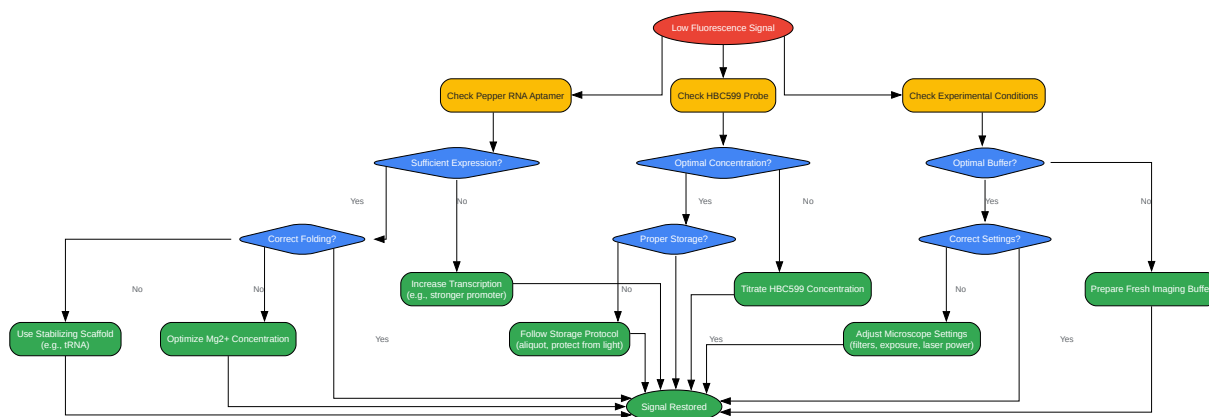 Low Fluorescence Signal
Check Pepper RNA Aptamer
Check HBC599 Probe
Check Experimental Conditions
Sufficient Expression?
Optimal Concentration?
Optimal Buffer?
Yes
No
Yes
No
Yes
No
Correct Folding?
Proper Storage?
Correct Settings?
Increase Transcription
(e.g., stronger promoter)
Titrate HBC599 Concentration
Prepare Fresh Imaging Buffer
No
No
No
No
Use Stabilizing Scaffold
(e.g., tRNA)
Optimize Mg2+ Concentration
Yes
Follow Storage Protocol
(aliquot, protect from light)
Yes
Adjust Microscope Settings
(filters, exposure, laser power)
Yes
Signal Restored